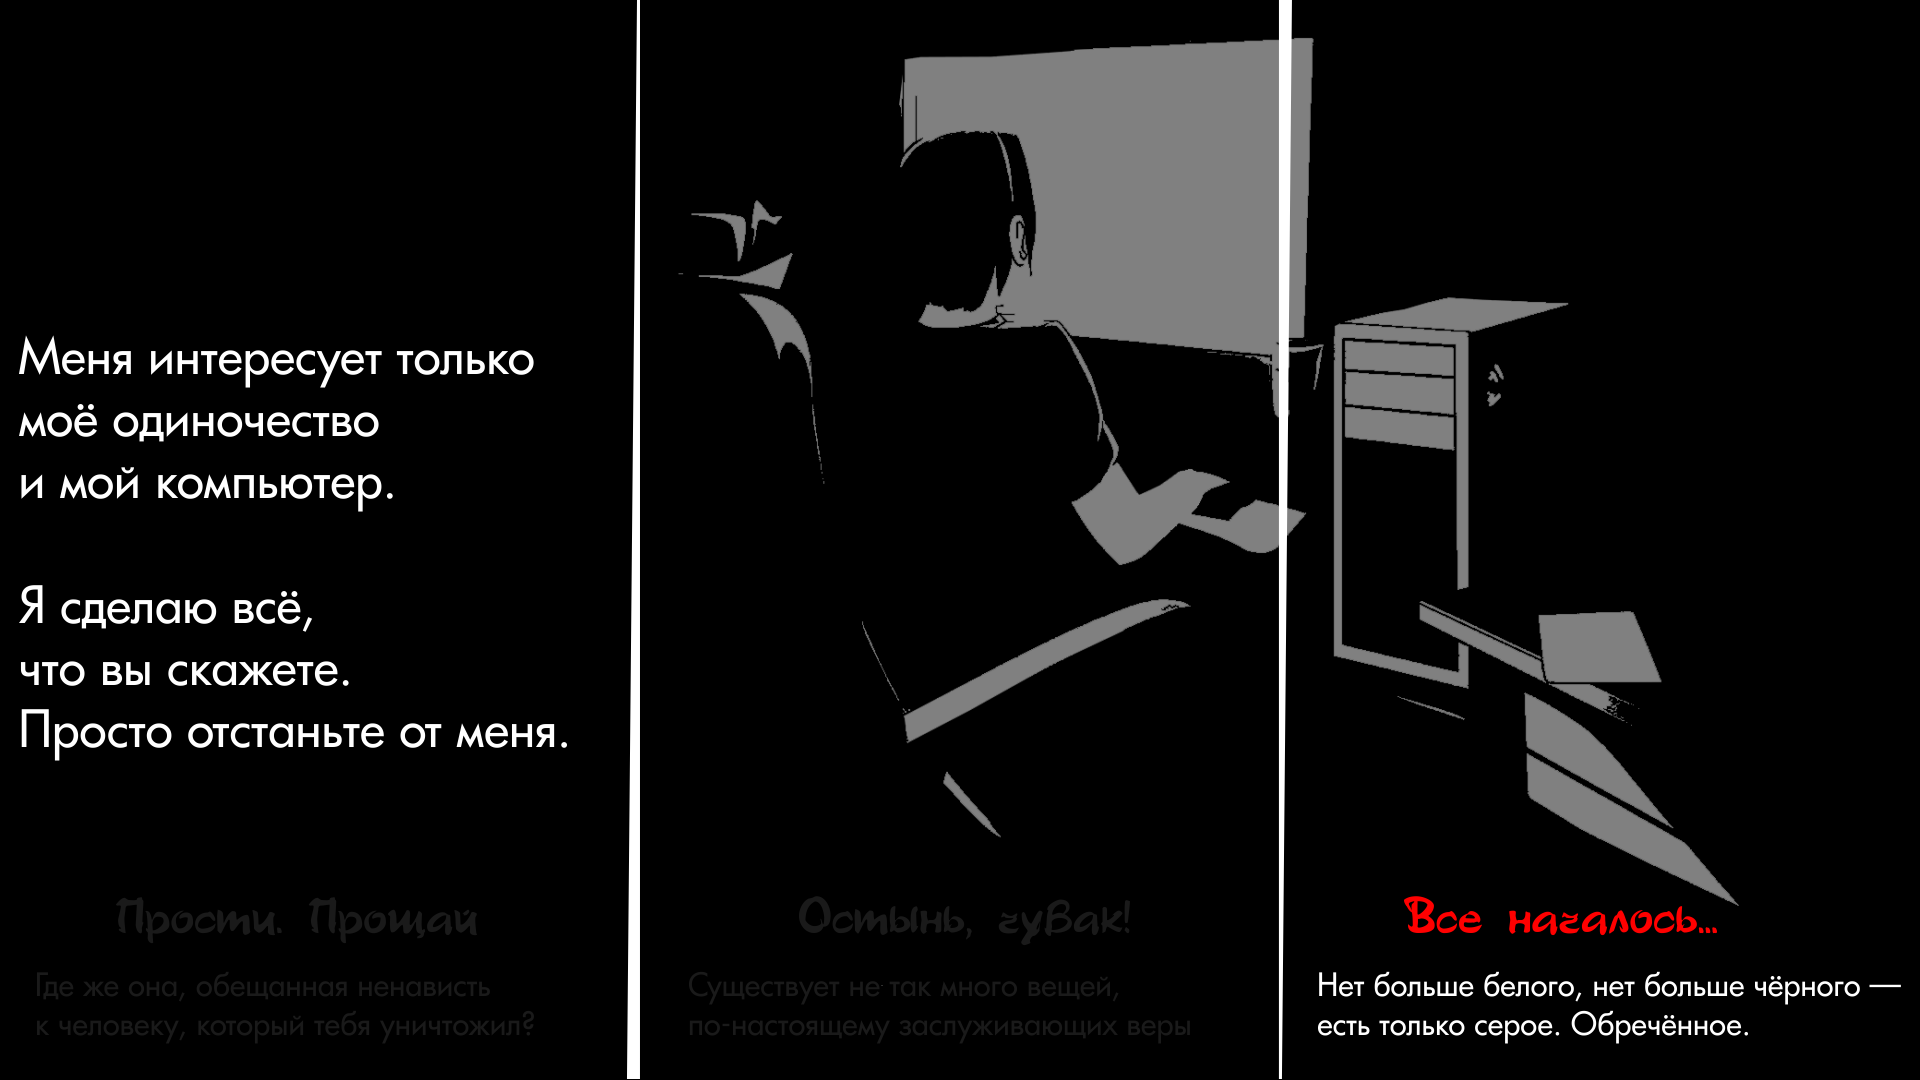 Меня интересует только
моё одиночество
и мой компьютер.
Я сделаю всё,
что вы скажете.
Просто отстаньте от меня.
Прости. Прощай
Где же она, обещанная ненависть
к человеку, который тебя уничтожил?
Остынь, чувак!
Существует не так много вещей,
по-настоящему заслуживающих веры
Все началось...
Нет больше белого, нет больше чёрного —
есть только серое. Обречённое.